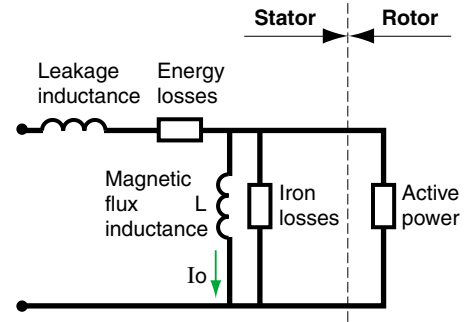 Stator
Rotor
Leakage
inductance
Energy
losses
Magnetic
flux
inductance
L
Iron
losses
Active
power
Io